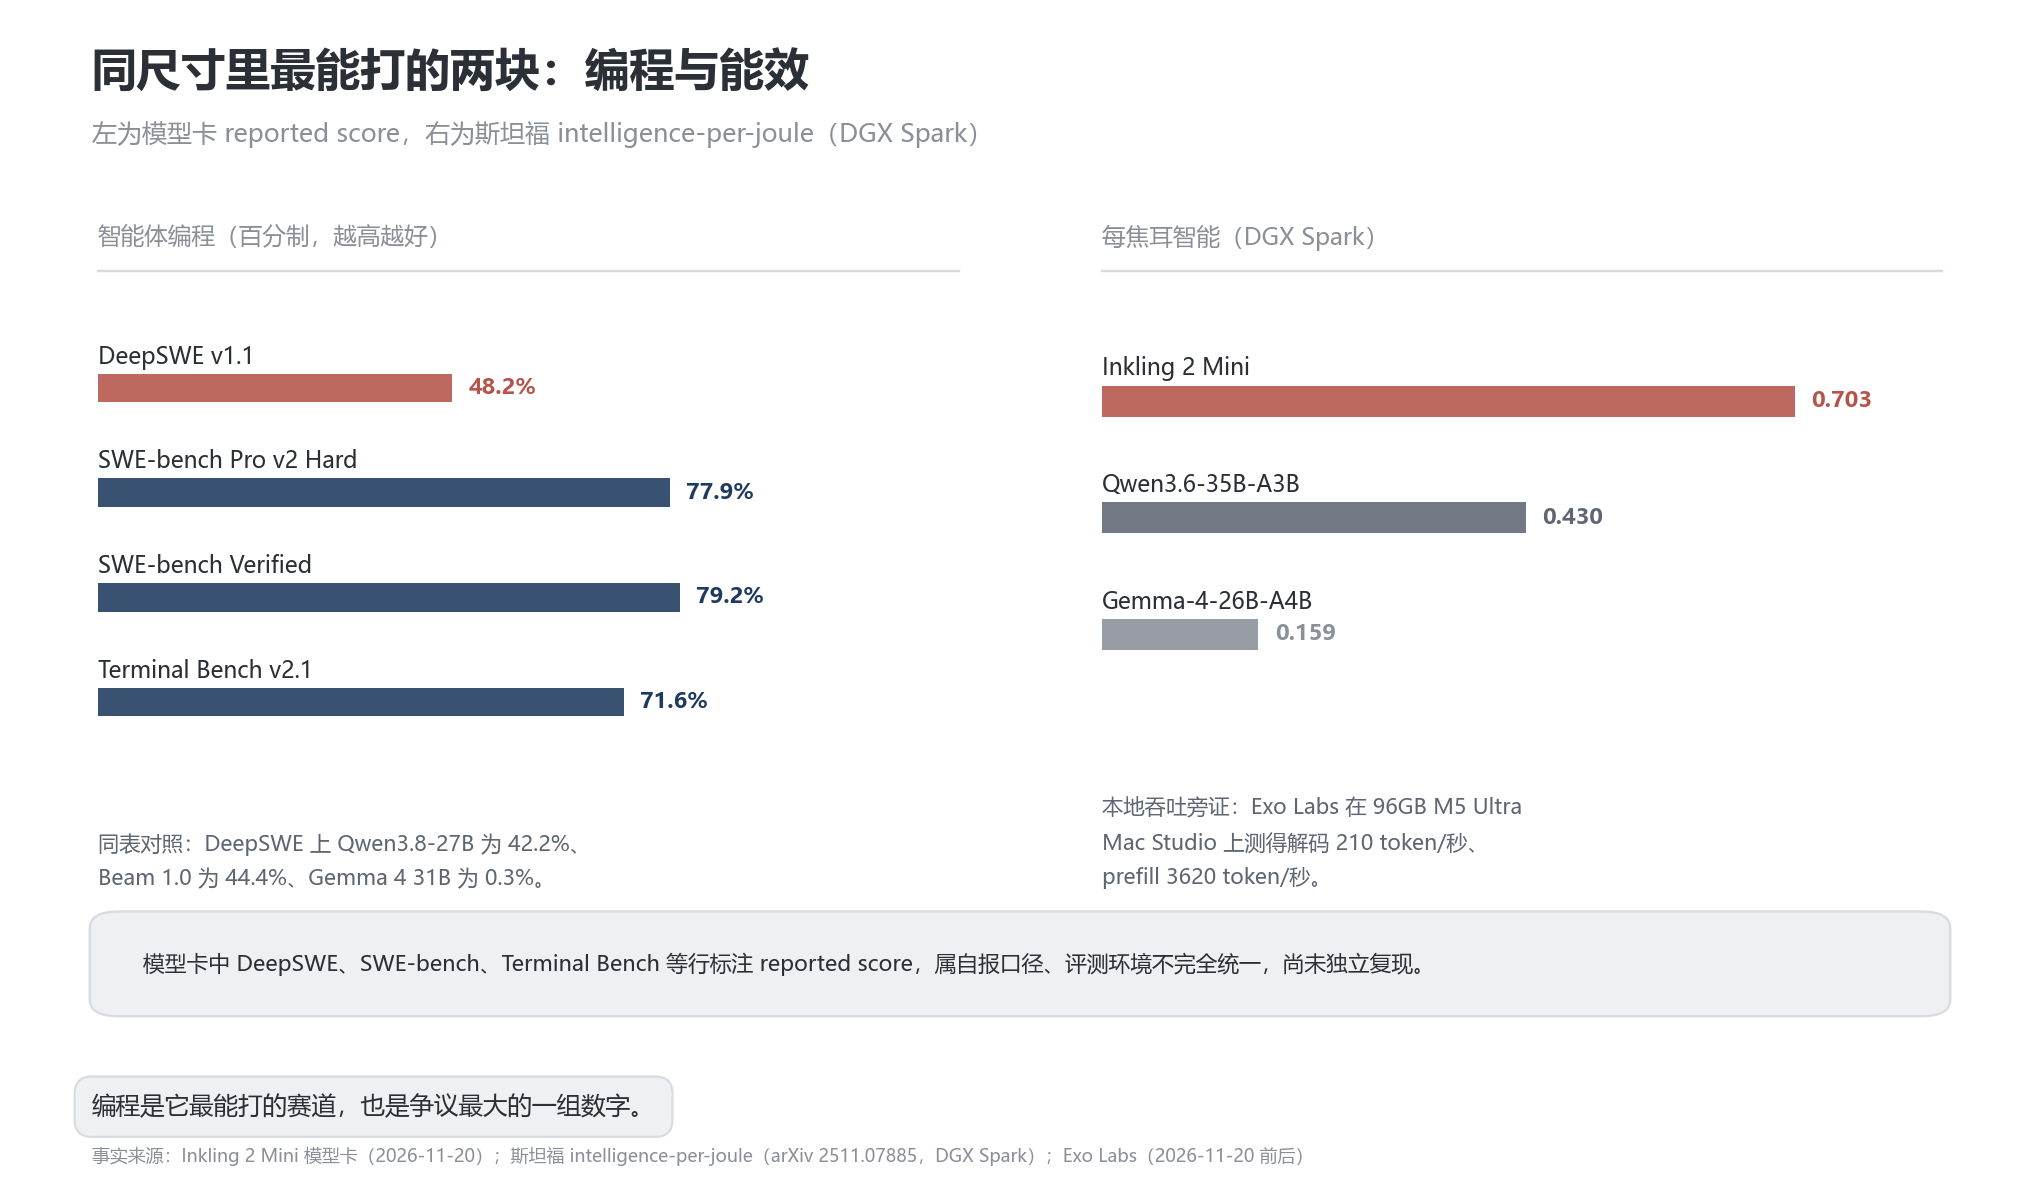 同尺寸里最能打的两块：编程与能效
左为模型卡 reported score，右为斯坦福 intelligence-per-joule（DGX Spark）
智能体编程（百分制，越高越好）
DeepSWE v1.1
48.2%
SWE-bench Pro v2 Hard
77.9%
SWE-bench Verified
79.2%
Terminal Bench v2.1
71.6%
同表对照：DeepSWE 上 Qwen3.8-27B 为 42.2%、
Beam 1.0 为 44.4%、Gemma 4 31B 为 0.3%。
每焦耳智能（DGX Spark）
Inkling 2 Mini
0.703
Qwen3.6-35B-A3B
0.430
Gemma-4-26B-A4B
0.159
本地吞吐旁证：Exo Labs 在 96GB M5 Ultra
Mac Studio 上测得解码 210 token/秒、
prefill 3620 token/秒。
模型卡中 DeepSWE、SWE-bench、Terminal Bench 等行标注 reported score，属自报口径、评测环境不完全统一，尚未独立复现。
编程是它最能打的赛道，也是争议最大的一组数字。
事实来源：Inkling 2 Mini 模型卡（2026-11-20）；斯坦福 intelligence-per-joule（arXiv 2511.07885，DGX Spark）；Exo Labs（2026-11-20 前后）